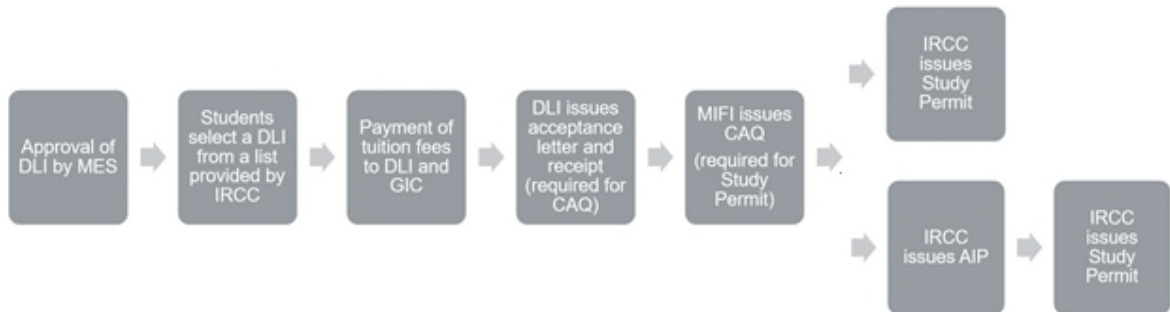 Approval of
DLI by MES
Students
select a DLI
from a list
provided by
IRCC
Payment of
tuition fees
to DLI and
GIC
DLI issues
acceptance
letter and
receipt
(required for
CAQ)
MIFI issues
CAQ
(required for
Study
Permit)
IRCC
issues
Study
Permit
IRCC
issues AIP
IRCC
issues
Study
Permit